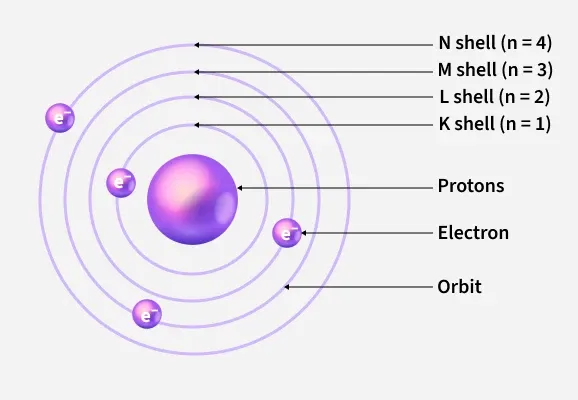 N shell (n = 4)
M shell (n = 3)
L shell (n = 2)
K shell (n = 1)
e⁻
e⁻
Protons
e⁻
Electron
Orbit
e⁻